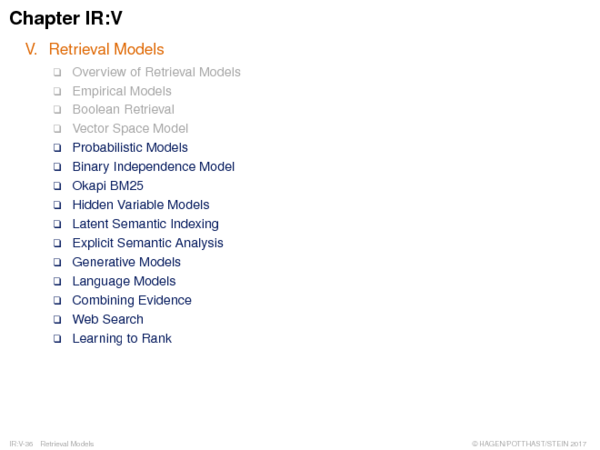 Chapter IR:V
V. Retrieval Models
❑ Overview of Retrieval Models
❑ Empirical Models
❑ Boolean Retrieval
❑ Vector Space Model
❑ Probabilistic Models
❑ Binary Independence Model
❑ Okapi BM25
❑ Hidden Variable Models
❑ Latent Semantic Indexing
❑ Explicit Semantic Analysis
❑ Generative Models
❑ Language Models
❑ Combining Evidence
❑ Web Search
❑ Learning to Rank
IR:V-36 Retrieval Models © HAGEN/POTTHAST/STEIN 2017